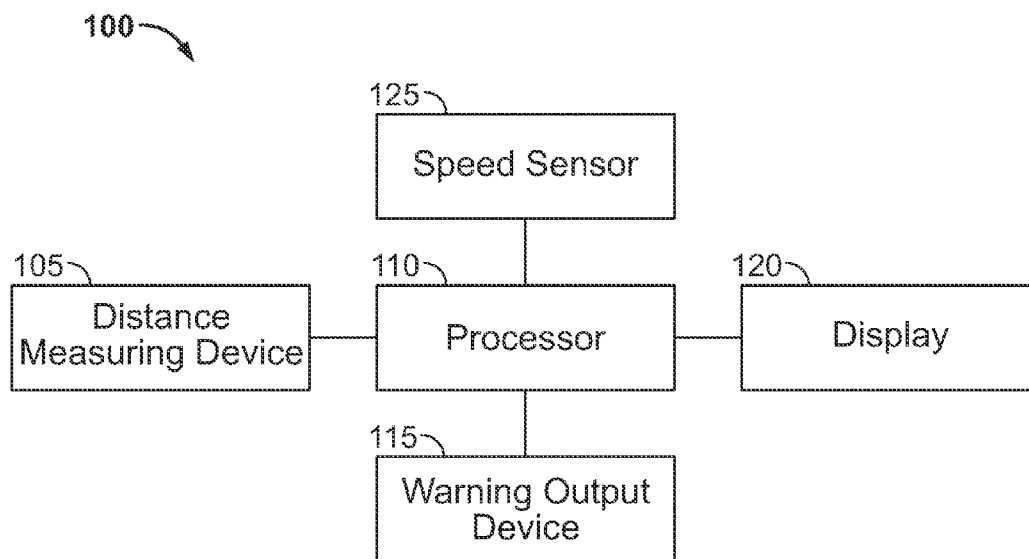 100
125
Speed Sensor
105
Distance
Measuring Device
110
Processor
120
Display
115
Warning Output
Device